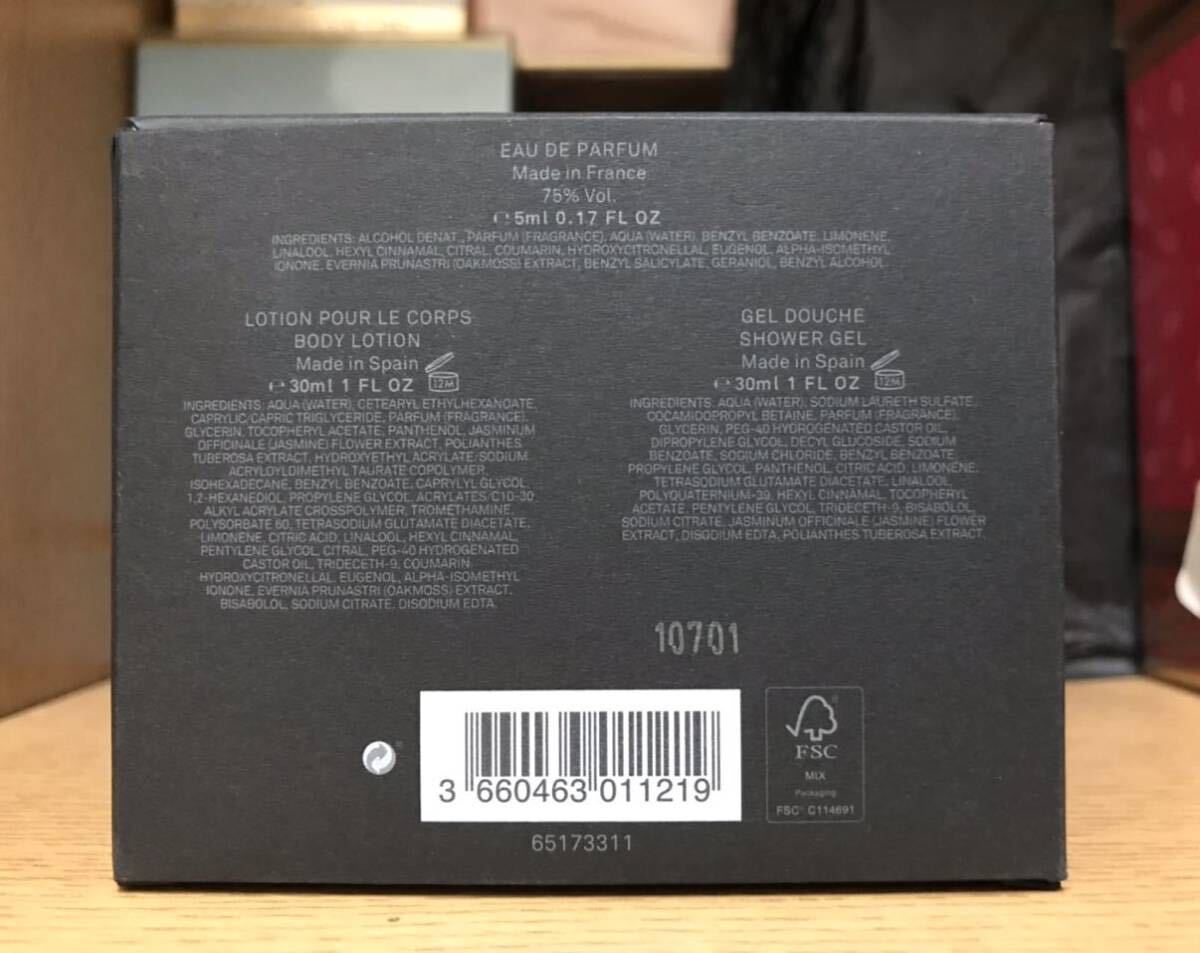 EAU DE PARFUM
Made in France
75% Vol.
℮ 5ml 0.17 FL OZ
INGREDIENTS: ALCOHOL DENAT., PARFUM (FRAGRANCE), AQUA (WATER), BENZYL BENZOATE, LIMONENE,
LINALOOL, HEXYL CINNAMAL, CITRAL, COUMARIN, HYDROXYCITRONELLAL, EUGENOL, ALPHA-ISOMETHYL
IONONE, EVERNIA PRUNASTRI (OAKMOSS) EXTRACT, BENZYL SALICYLATE, GERANIOL, BENZYL ALCOHOL
LOTION POUR LE CORPS
BODY LOTION
Made in Spain
℮ 30ml 1 FL OZ 12M
INGREDIENTS: AQUA (WATER), CETEARYL ETHYLHEXANOATE,
CAPRYLIC/CAPRIC TRIGLYCERIDE, PARFUM (FRAGRANCE),
GLYCERIN, TOCOPHERYL ACETATE, PANTHENOL, JASMINUM
OFFICINALE (JASMINE) FLOWER EXTRACT, POLIANTHES
TUBEROSA EXTRACT, HYDROXYETHYL ACRYLATE/SODIUM
ACRYLOYLDIMETHYL TAURATE COPOLYMER,
ISOHEXADECANE, BENZYL BENZOATE, CAPRYLYL GLYCOL,
1,2-HEXANEDIOL, PROPYLENE GLYCOL, ACRYLATES/C10-30
ALKYL ACRYLATE CROSSPOLYMER, TROMETHAMINE,
POLYSORBATE 60, TETRASODIUM GLUTAMATE DIACETATE,
LIMONENE, CITRIC ACID, LINALOOL, HEXYL CINNAMAL,
PENTYLENE GLYCOL, CITRAL, PEG-40 HYDROGENATED
CASTOR OIL, TRIDECETH-9, COUMARIN,
HYDROXYCITRONELLAL, EUGENOL, ALPHA-ISOMETHYL
IONONE, EVERNIA PRUNASTRI (OAKMOSS) EXTRACT,
BISABOLOL, SODIUM CITRATE, DISODIUM EDTA.
GEL DOUCHE
SHOWER GEL
Made in Spain
℮ 30ml 1 FL OZ 12M
INGREDIENTS: AQUA (WATER), SODIUM LAURETH SULFATE,
COCAMIDOPROPYL BETAINE, PARFUM (FRAGRANCE),
GLYCERIN, PEG-40 HYDROGENATED CASTOR OIL,
DIPROPYLENE GLYCOL, DECYL GLUCOSIDE, SODIUM
BENZOATE, SODIUM CHLORIDE, BENZYL BENZOATE,
PROPYLENE GLYCOL, PANTHENOL, CITRIC ACID, LIMONENE,
TETRASODIUM GLUTAMATE DIACETATE, LINALOOL,
POLYQUATERNIUM-39, HEXYL CINNAMAL, TOCOPHERYL
ACETATE, PENTYLENE GLYCOL, TRIDECETH-9, BISABOLOL,
SODIUM CITRATE, JASMINUM OFFICINALE (JASMINE) FLOWER
EXTRACT, DISODIUM EDTA, POLIANTHES TUBEROSA EXTRACT.
10701
3 660463 011219
65173311
FSC
MIX
Packaging
FSC® C114691